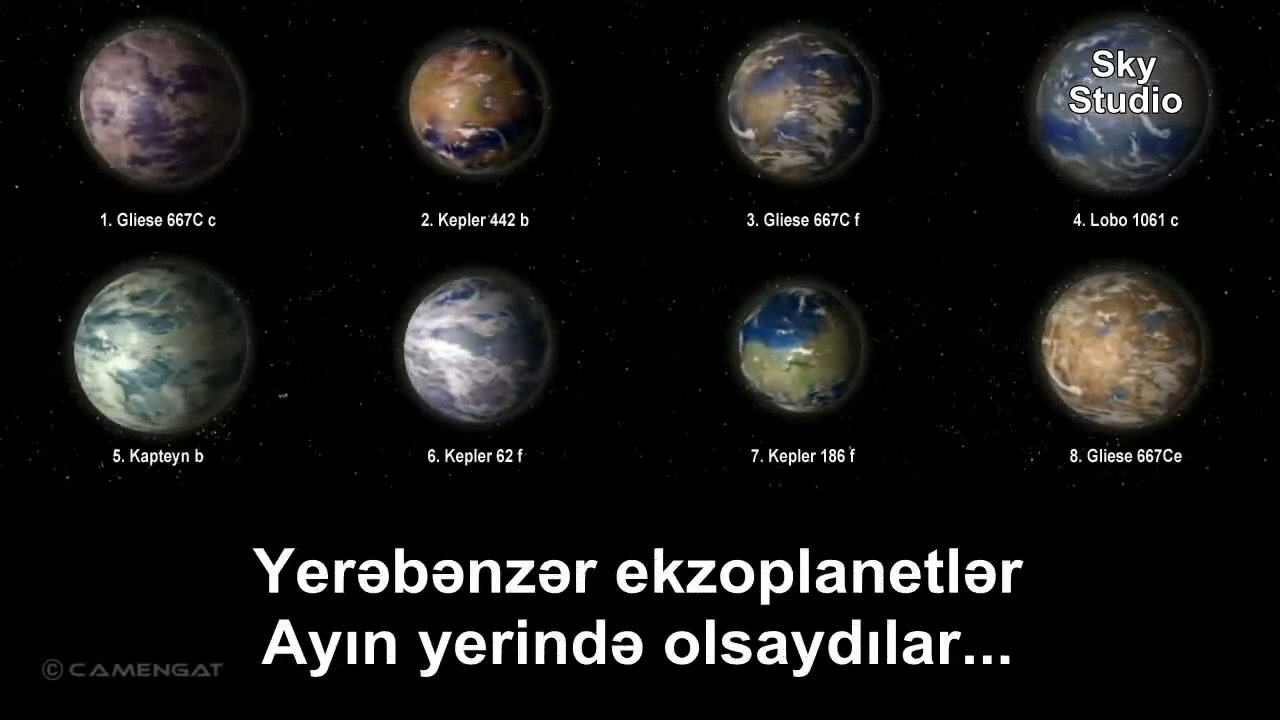 Sky
Studio
1. Gliese 667C c
2. Kepler 442 b
3. Gliese 667C f
4. Lobo 1061 c
5. Kapteyn b
6. Kepler 62 f
7. Kepler 186 f
8. Gliese 667Ce
Yerəbənzər ekzoplanetlər
Ayın yerində olsaydılar...
© CAMENGAT